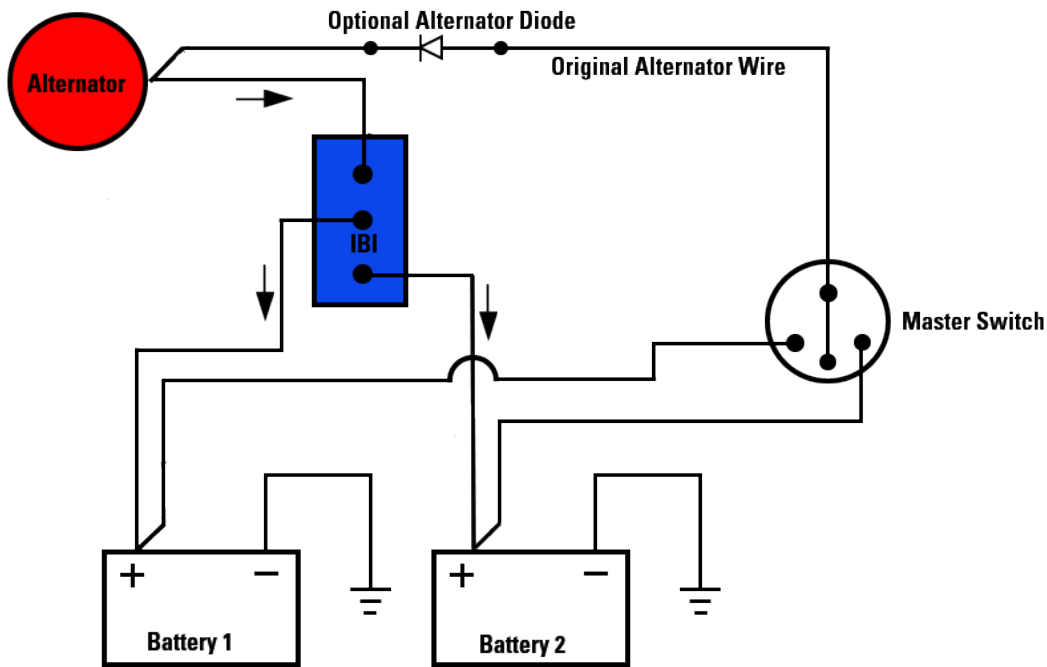 Optional Alternator Diode
Original Alternator Wire
Alternator
IBI
Master Switch
+ −
Battery 1
+ −
Battery 2